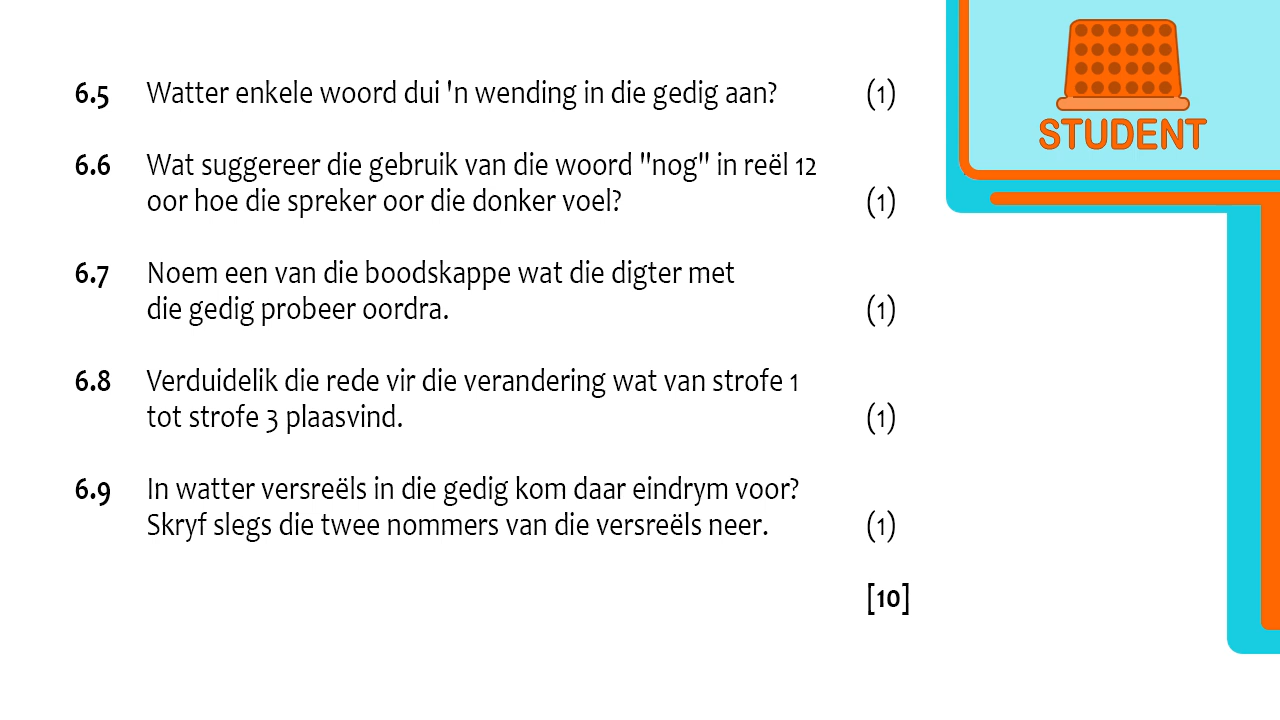 STUDENT
6.5 Watter enkele woord dui 'n wending in die gedig aan? (1)
6.6 Wat suggereer die gebruik van die woord "nog" in reël 12
oor hoe die spreker oor die donker voel? (1)
6.7 Noem een van die boodskappe wat die digter met
die gedig probeer oordra. (1)
6.8 Verduidelik die rede vir die verandering wat van strofe 1
tot strofe 3 plaasvind. (1)
6.9 In watter versreëls in die gedig kom daar eindrym voor?
Skryf slegs die twee nommers van die versreëls neer. (1)
[10]